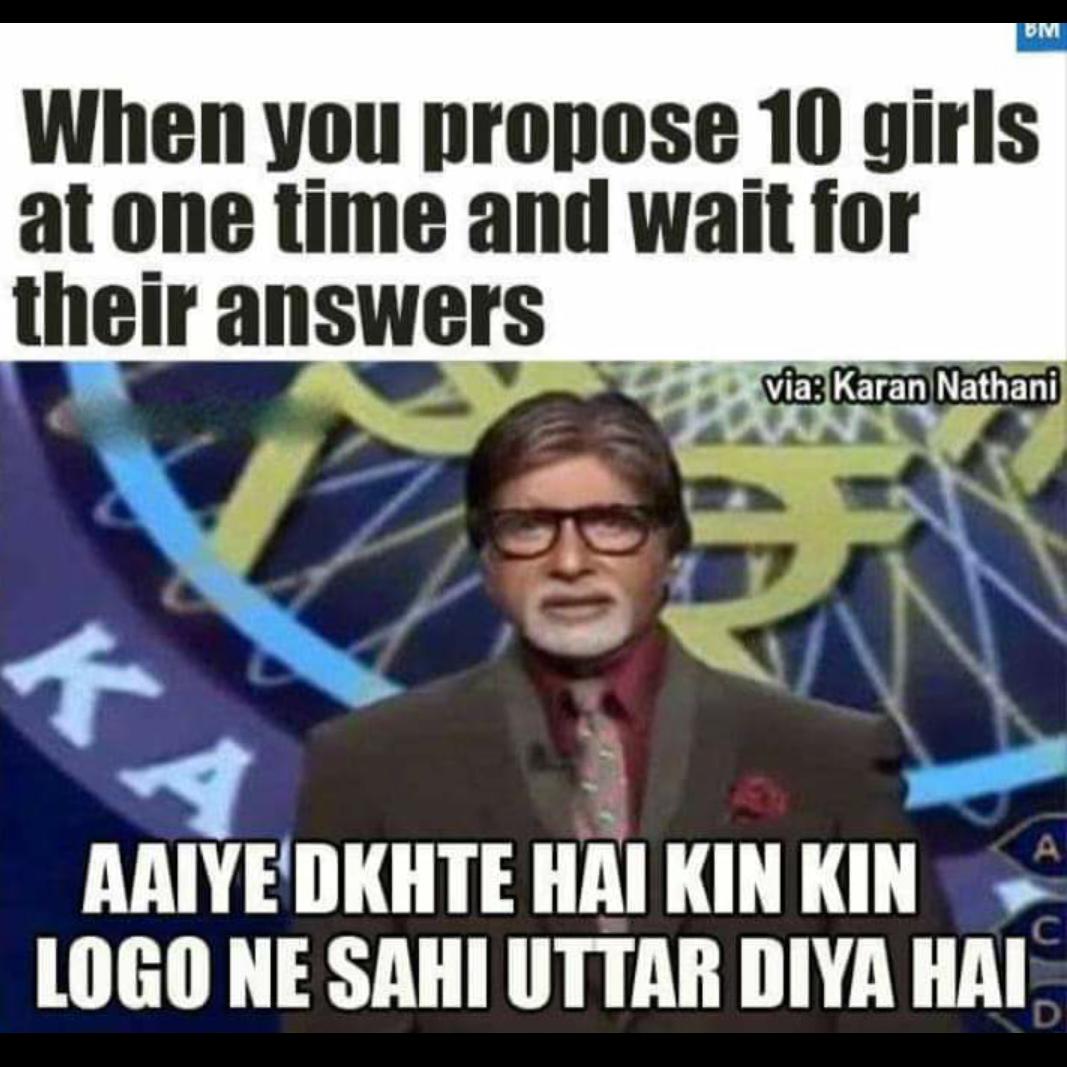 BM
When you propose 10 girls
at one time and wait for
their answers
via: Karan Nathani
K A
AAIYE DKHTE HAI KIN KIN
LOGO NE SAHI UTTAR DIYA HAI
A
C
D